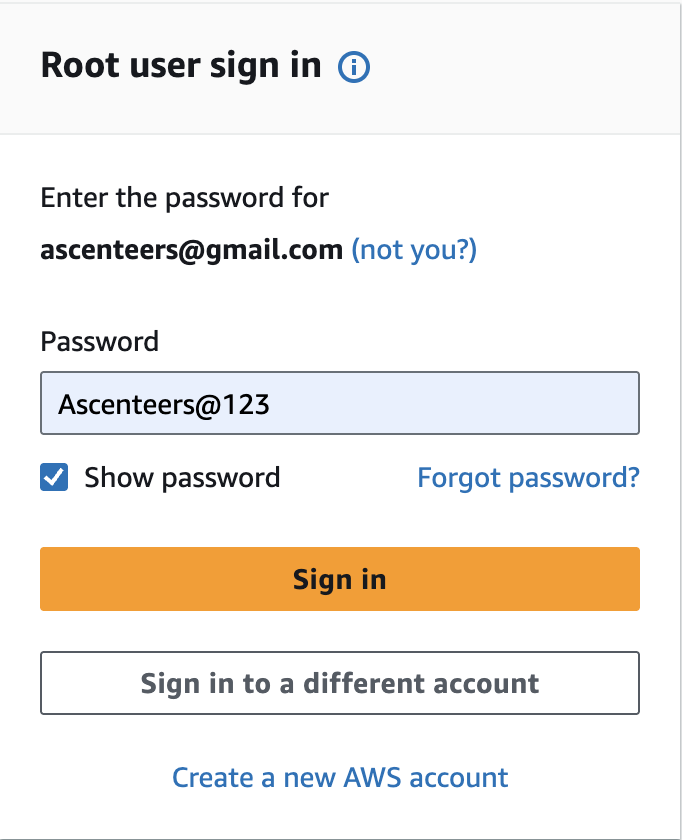 Root user sign in
Enter the password for
ascenteers@gmail.com (not you?)
Password
Ascenteers@123
Show password Forgot password?
Sign in
Sign in to a different account
Create a new AWS account